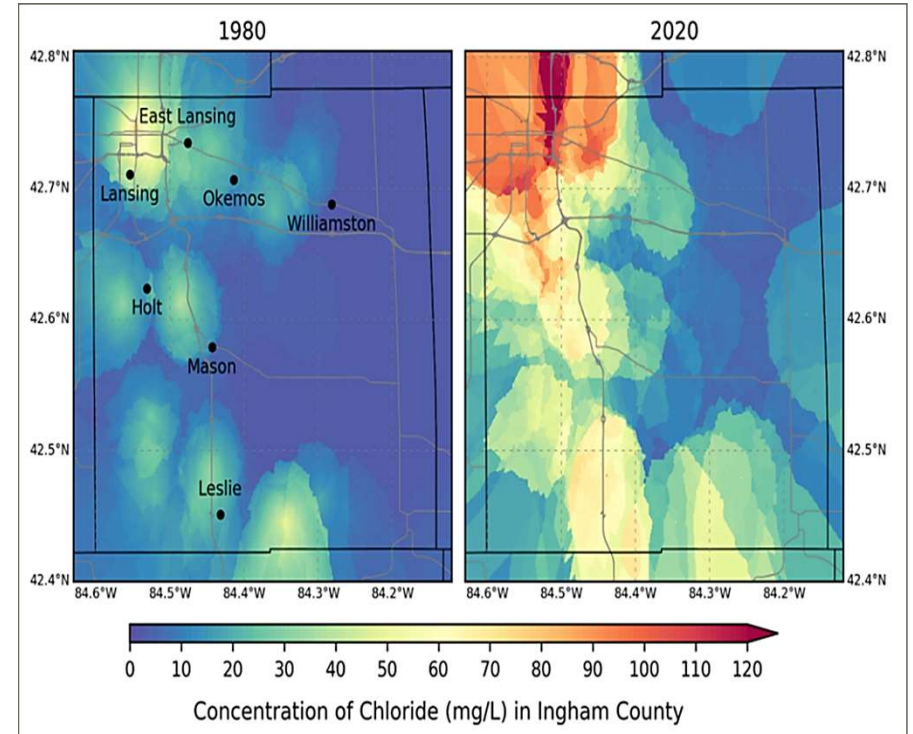 1980
2020
42.8°N
42.8°N
East Lansing
42.7°N
Lansing
Okemos
Williamston
42.7°N
42.6°N
Holt
42.6°N
Mason
42.5°N
Leslie
42.5°N
42.4°N
42.4°N
84.6°W 84.5°W 84.4°W 84.3°W 84.2°W
84.6°W 84.5°W 84.4°W 84.3°W 84.2°W
0 10 20 30 40 50 60 70 80 90 100 110 120
Concentration of Chloride (mg/L) in Ingham County